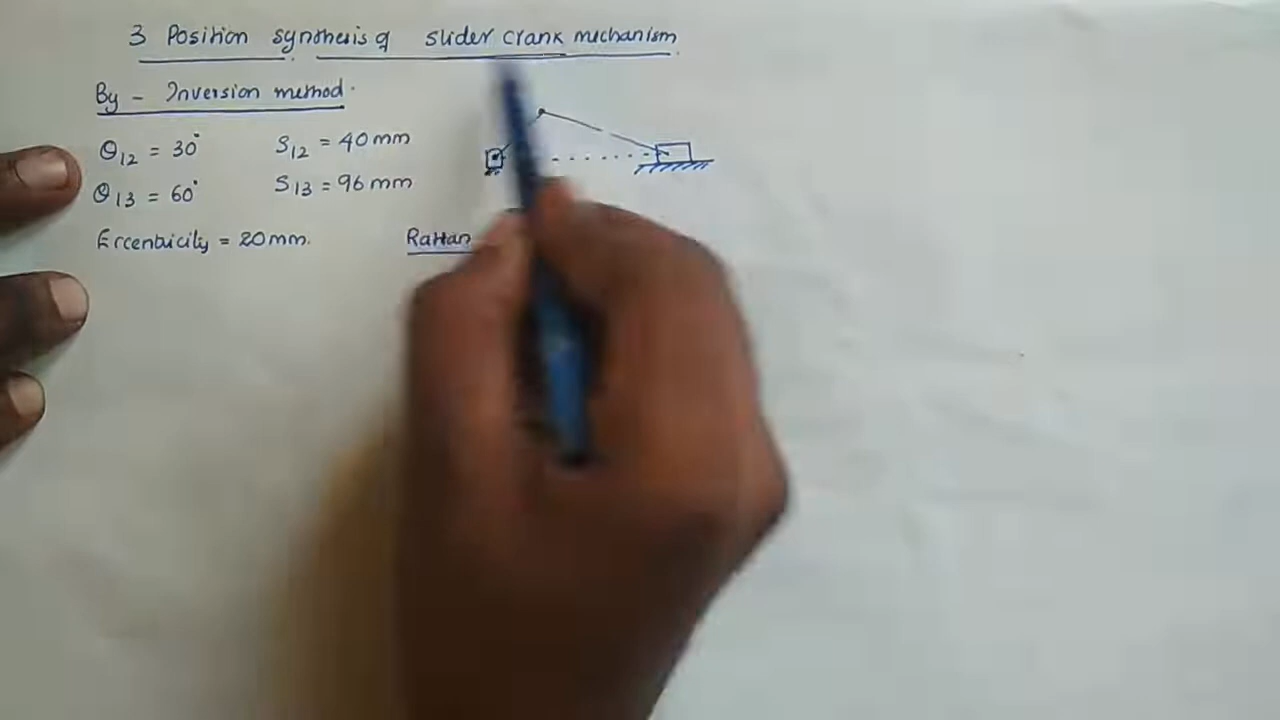 3 Position synthesis of slider crank mechanism
By - Inversion method.
θ12 = 30° S12 = 40 mm
θ13 = 60° S13 = 96 mm
Eccentricity = 20 mm. Rattan